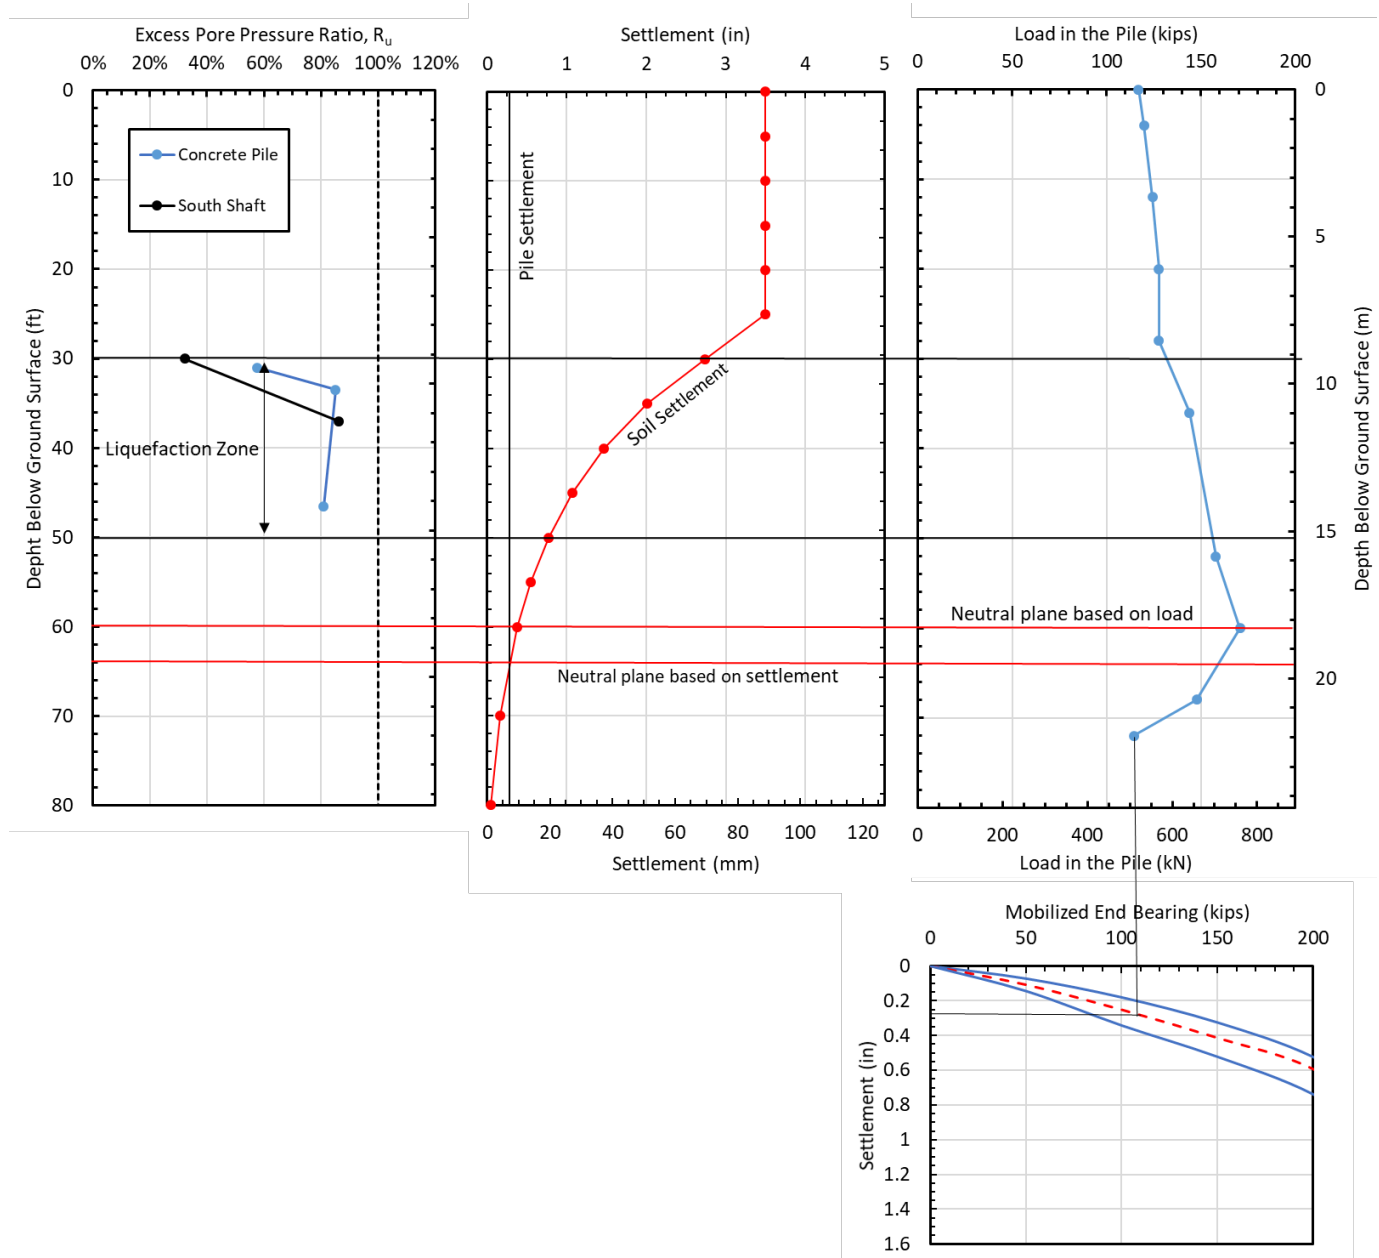 Excess Pore Pressure Ratio, Ru
0% 20% 40% 60% 80% 100% 120%
Settlement (in)
0 1 2 3 4 5
Load in the Pile (kips)
0 50 100 150 200
Depht Below Ground Surface (ft)
0
10
20
30
40
50
60
70
80
Concrete Pile
South Shaft
Liquefaction Zone
Pile Settlement
Soil Settlement
Neutral plane based on load
Neutral plane based on settlement
0
5
10
15
20
Depth Below Ground Surface (m)
0 20 40 60 80 100 120
Settlement (mm)
0 200 400 600 800
Load in the Pile (kN)
Mobilized End Bearing (kips)
0 50 100 150 200
Settlement (in)
0
0.2
0.4
0.6
0.8
1
1.2
1.4
1.6